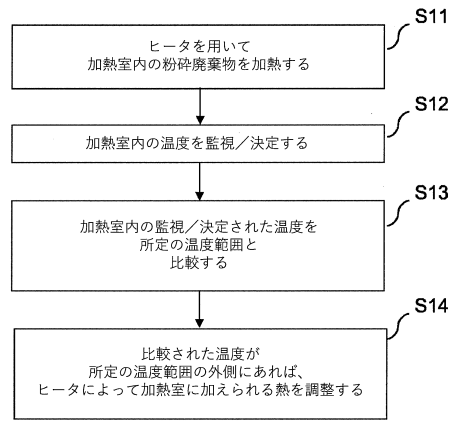 S11
ヒータを用いて
加熱室内の粉砕廃棄物を加熱する
S12
加熱室内の温度を監視／決定する
S13
加熱室内の監視／決定された温度を
所定の温度範囲と
比較する
S14
比較された温度が
所定の温度範囲の外側にあれば、
ヒータによって加熱室に加えられる熱を調整する